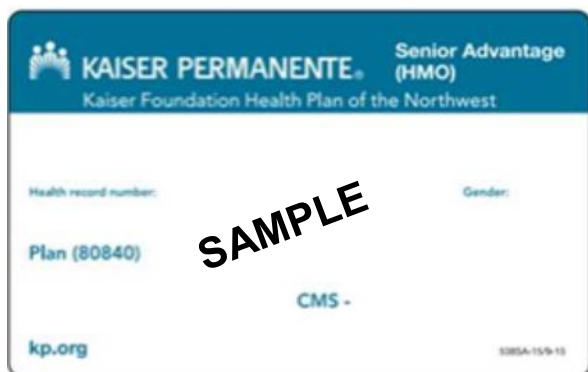 KAISER PERMANENTE®
Senior Advantage
(HMO)
Kaiser Foundation Health Plan of the Northwest
Health record number:
Gender:
SAMPLE
Plan (80840)
CMS -
kp.org